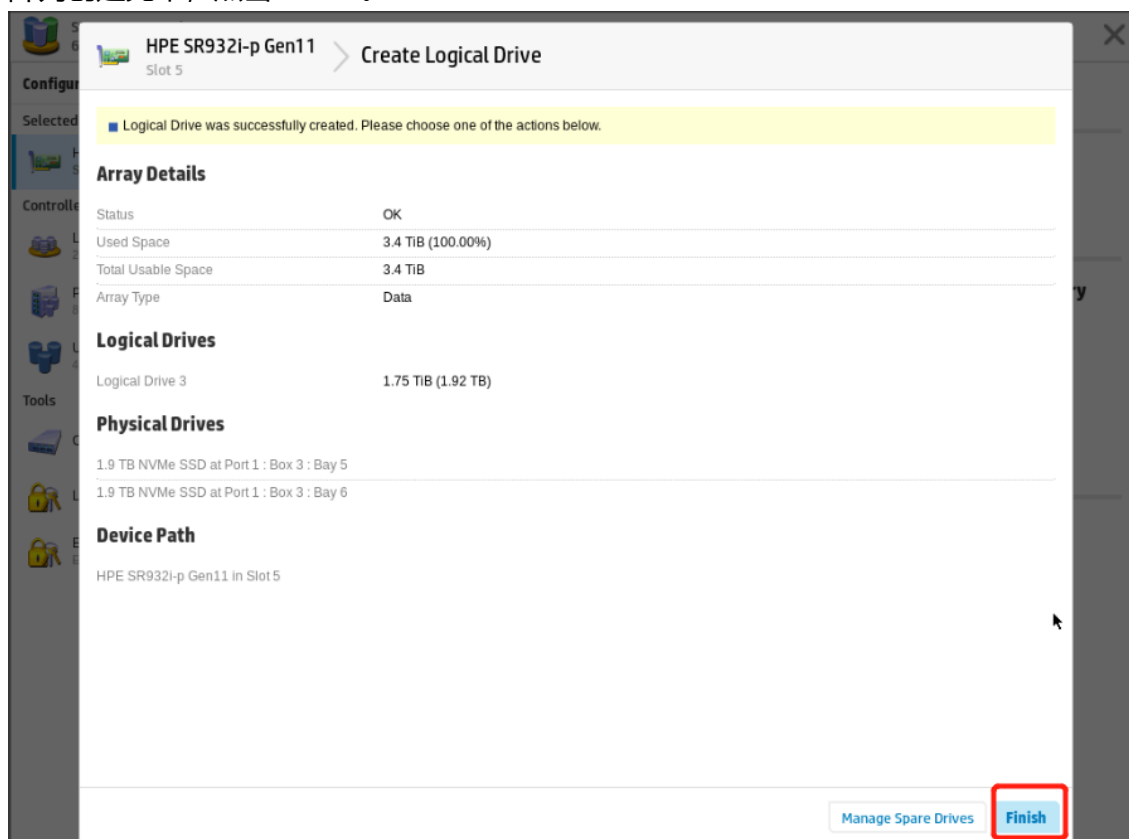 HPE SR932i-p Gen11
Slot 5
Create Logical Drive
Configur
Selected
Controlle
Tools
Logical Drive was successfully created. Please choose one of the actions below.
Array Details
Status OK
Used Space 3.4 TiB (100.00%)
Total Usable Space 3.4 TiB
Array Type Data
Logical Drives
Logical Drive 3 1.75 TiB (1.92 TB)
Physical Drives
1.9 TB NVMe SSD at Port 1 : Box 3 : Bay 5
1.9 TB NVMe SSD at Port 1 : Box 3 : Bay 6
Device Path
HPE SR932i-p Gen11 in Slot 5
Manage Spare Drives Finish